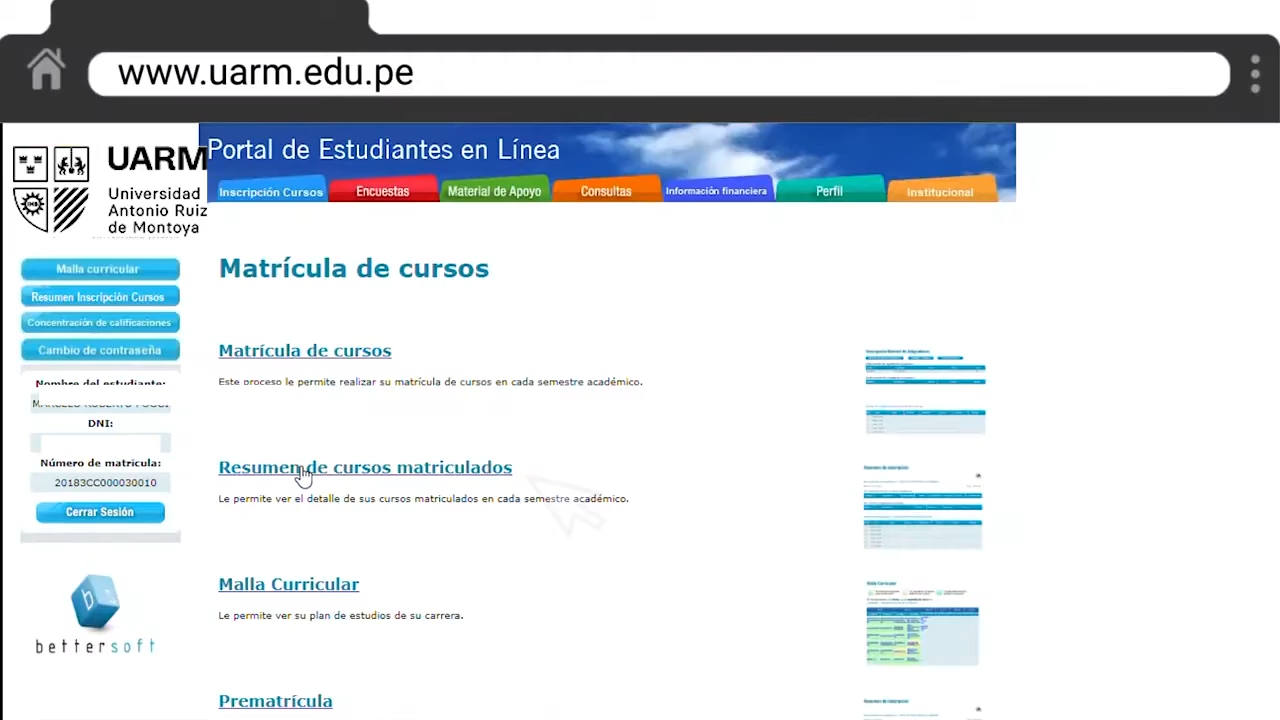 www.uarm.edu.pe
UARM
Universidad
Antonio Ruiz
de Montoya
Portal de Estudiantes en Línea
Inscripción Cursos
Encuestas
Material de Apoyo
Consultas
Información financiera
Perfil
Institucional
Malla curricular
Resumen Inscripción Cursos
Concentración de calificaciones
Cambio de contraseña
Nombre del estudiante:
DNI:
Número de matricula:
20183CC000030010
Cerrar Sesión
bettersoft
Matrícula de cursos
Matrícula de cursos
Este proceso le permite realizar su matrícula de cursos en cada semestre académico.
Resumen de cursos matriculados
Le permite ver el detalle de sus cursos matriculados en cada semestre académico.
Malla Curricular
Le permite ver su plan de estudios de su carrera.
Prematrícula